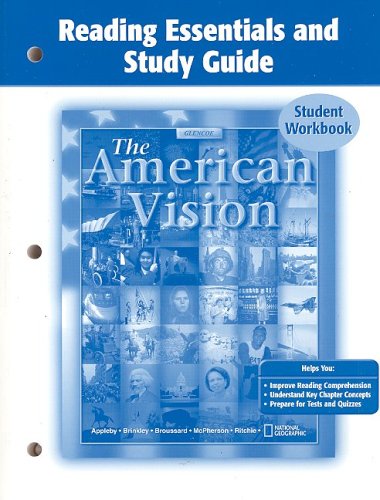 Reading Essentials and
Study Guide
Student
Workbook
GLENCOE
The
American
Vision
Helps You:
• Improve Reading Comprehension
• Understand Key Chapter Concepts
• Prepare for Tests and Quizzes
Appleby • Brinkley • Broussard • McPherson • Ritchie •
NATIONAL
GEOGRAPHIC